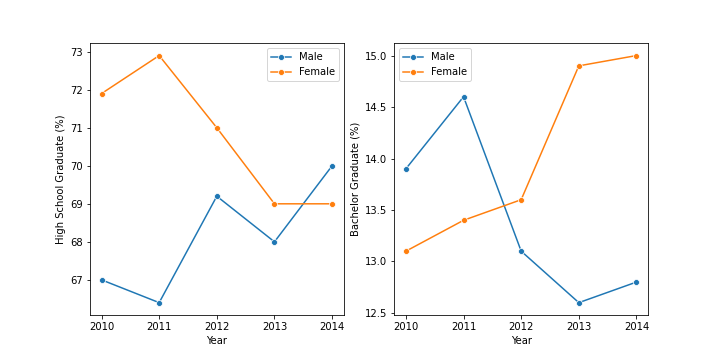 High School Graduate (%)
73
72
71
70
69
68
67
2010
2011
2012
2013
2014
Year
Male
Female
Bachelor Graduate (%)
15.0
14.5
14.0
13.5
13.0
12.5
2010
2011
2012
2013
2014
Year
Male
Female